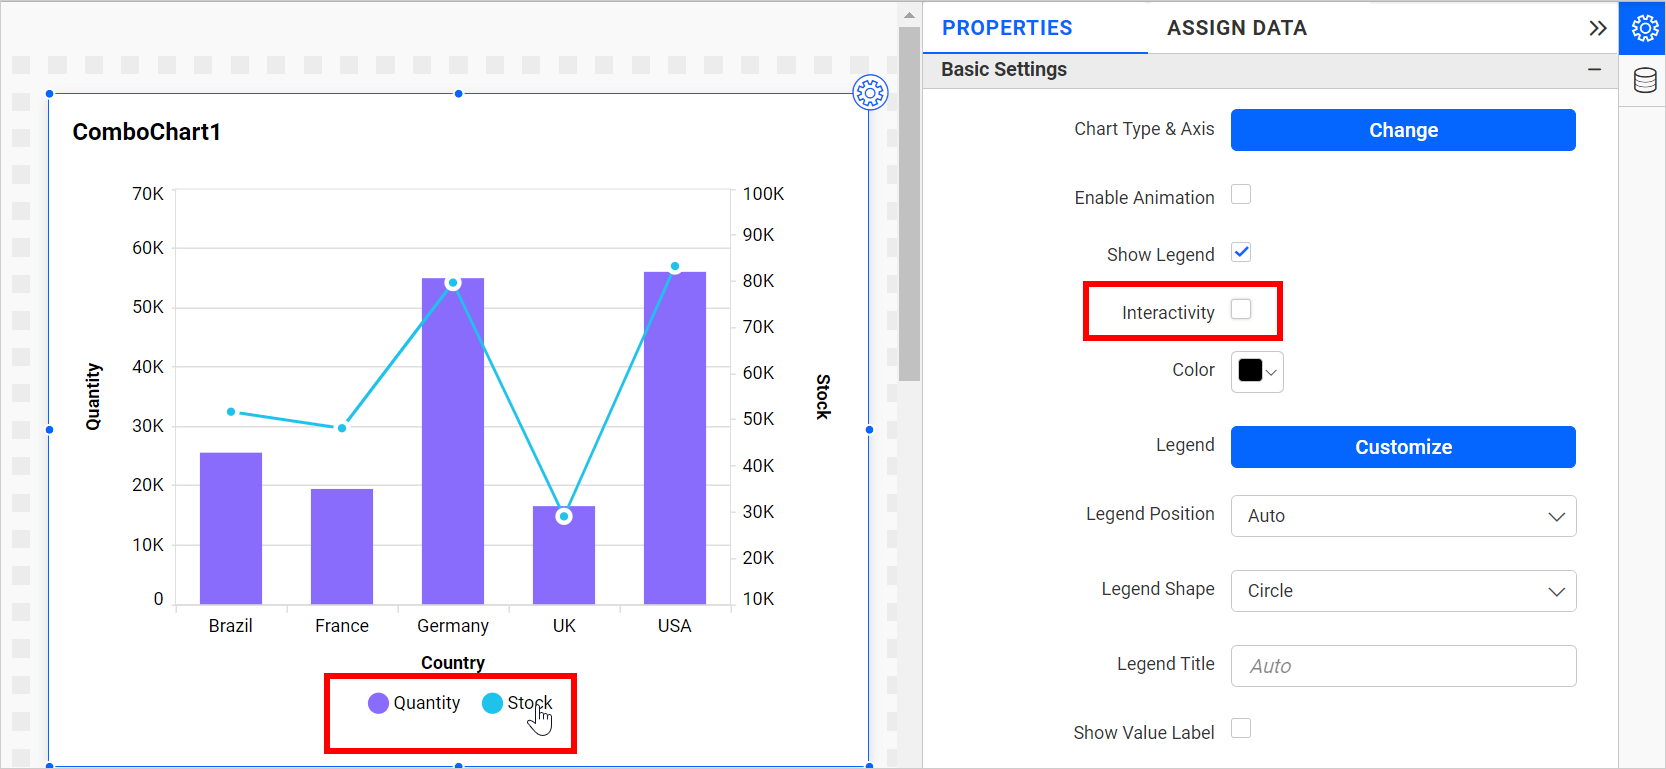 PROPERTIES
ASSIGN DATA
Basic Settings
ComboChart1
70K
60K
50K
40K
30K
20K
10K
0
Quantity
100K
90K
80K
70K
60K
50K
40K
30K
20K
10K
Stock
Brazil
France
Germany
UK
USA
Country
Quantity
Stock
Chart Type & Axis
Change
Enable Animation
Show Legend
Interactivity
Color
Legend
Customize
Legend Position
Auto
Legend Shape
Circle
Legend Title
Auto
Show Value Label